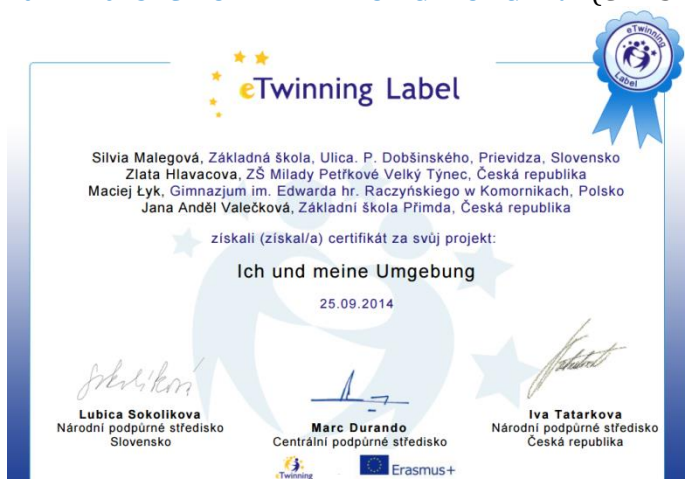 eTwinning Label
eTwinning
Label
Silvia Malegová, Základná škola, Ulica. P. Dobšinského, Prievidza, Slovensko
Zlata Hlavacova, ZŠ Milady Petřkové Velký Týnec, Česká republika
Maciej Łyk, Gimnazjum im. Edwarda hr. Raczyńskiego w Komornikach, Polsko
Jana Anděl Valečková, Základní škola Přimda, Česká republika
získali (získal/a) certifikát za svůj projekt:
Ich und meine Umgebung
25.09.2014
Sokolíková
Lubica Sokolikova
Národní podpůrné středisko
Slovensko
Marc Durando
Centrální podpůrné středisko
Iva Tatarkova
Národní podpůrné středisko
Česká republika
eTwinning
Erasmus+